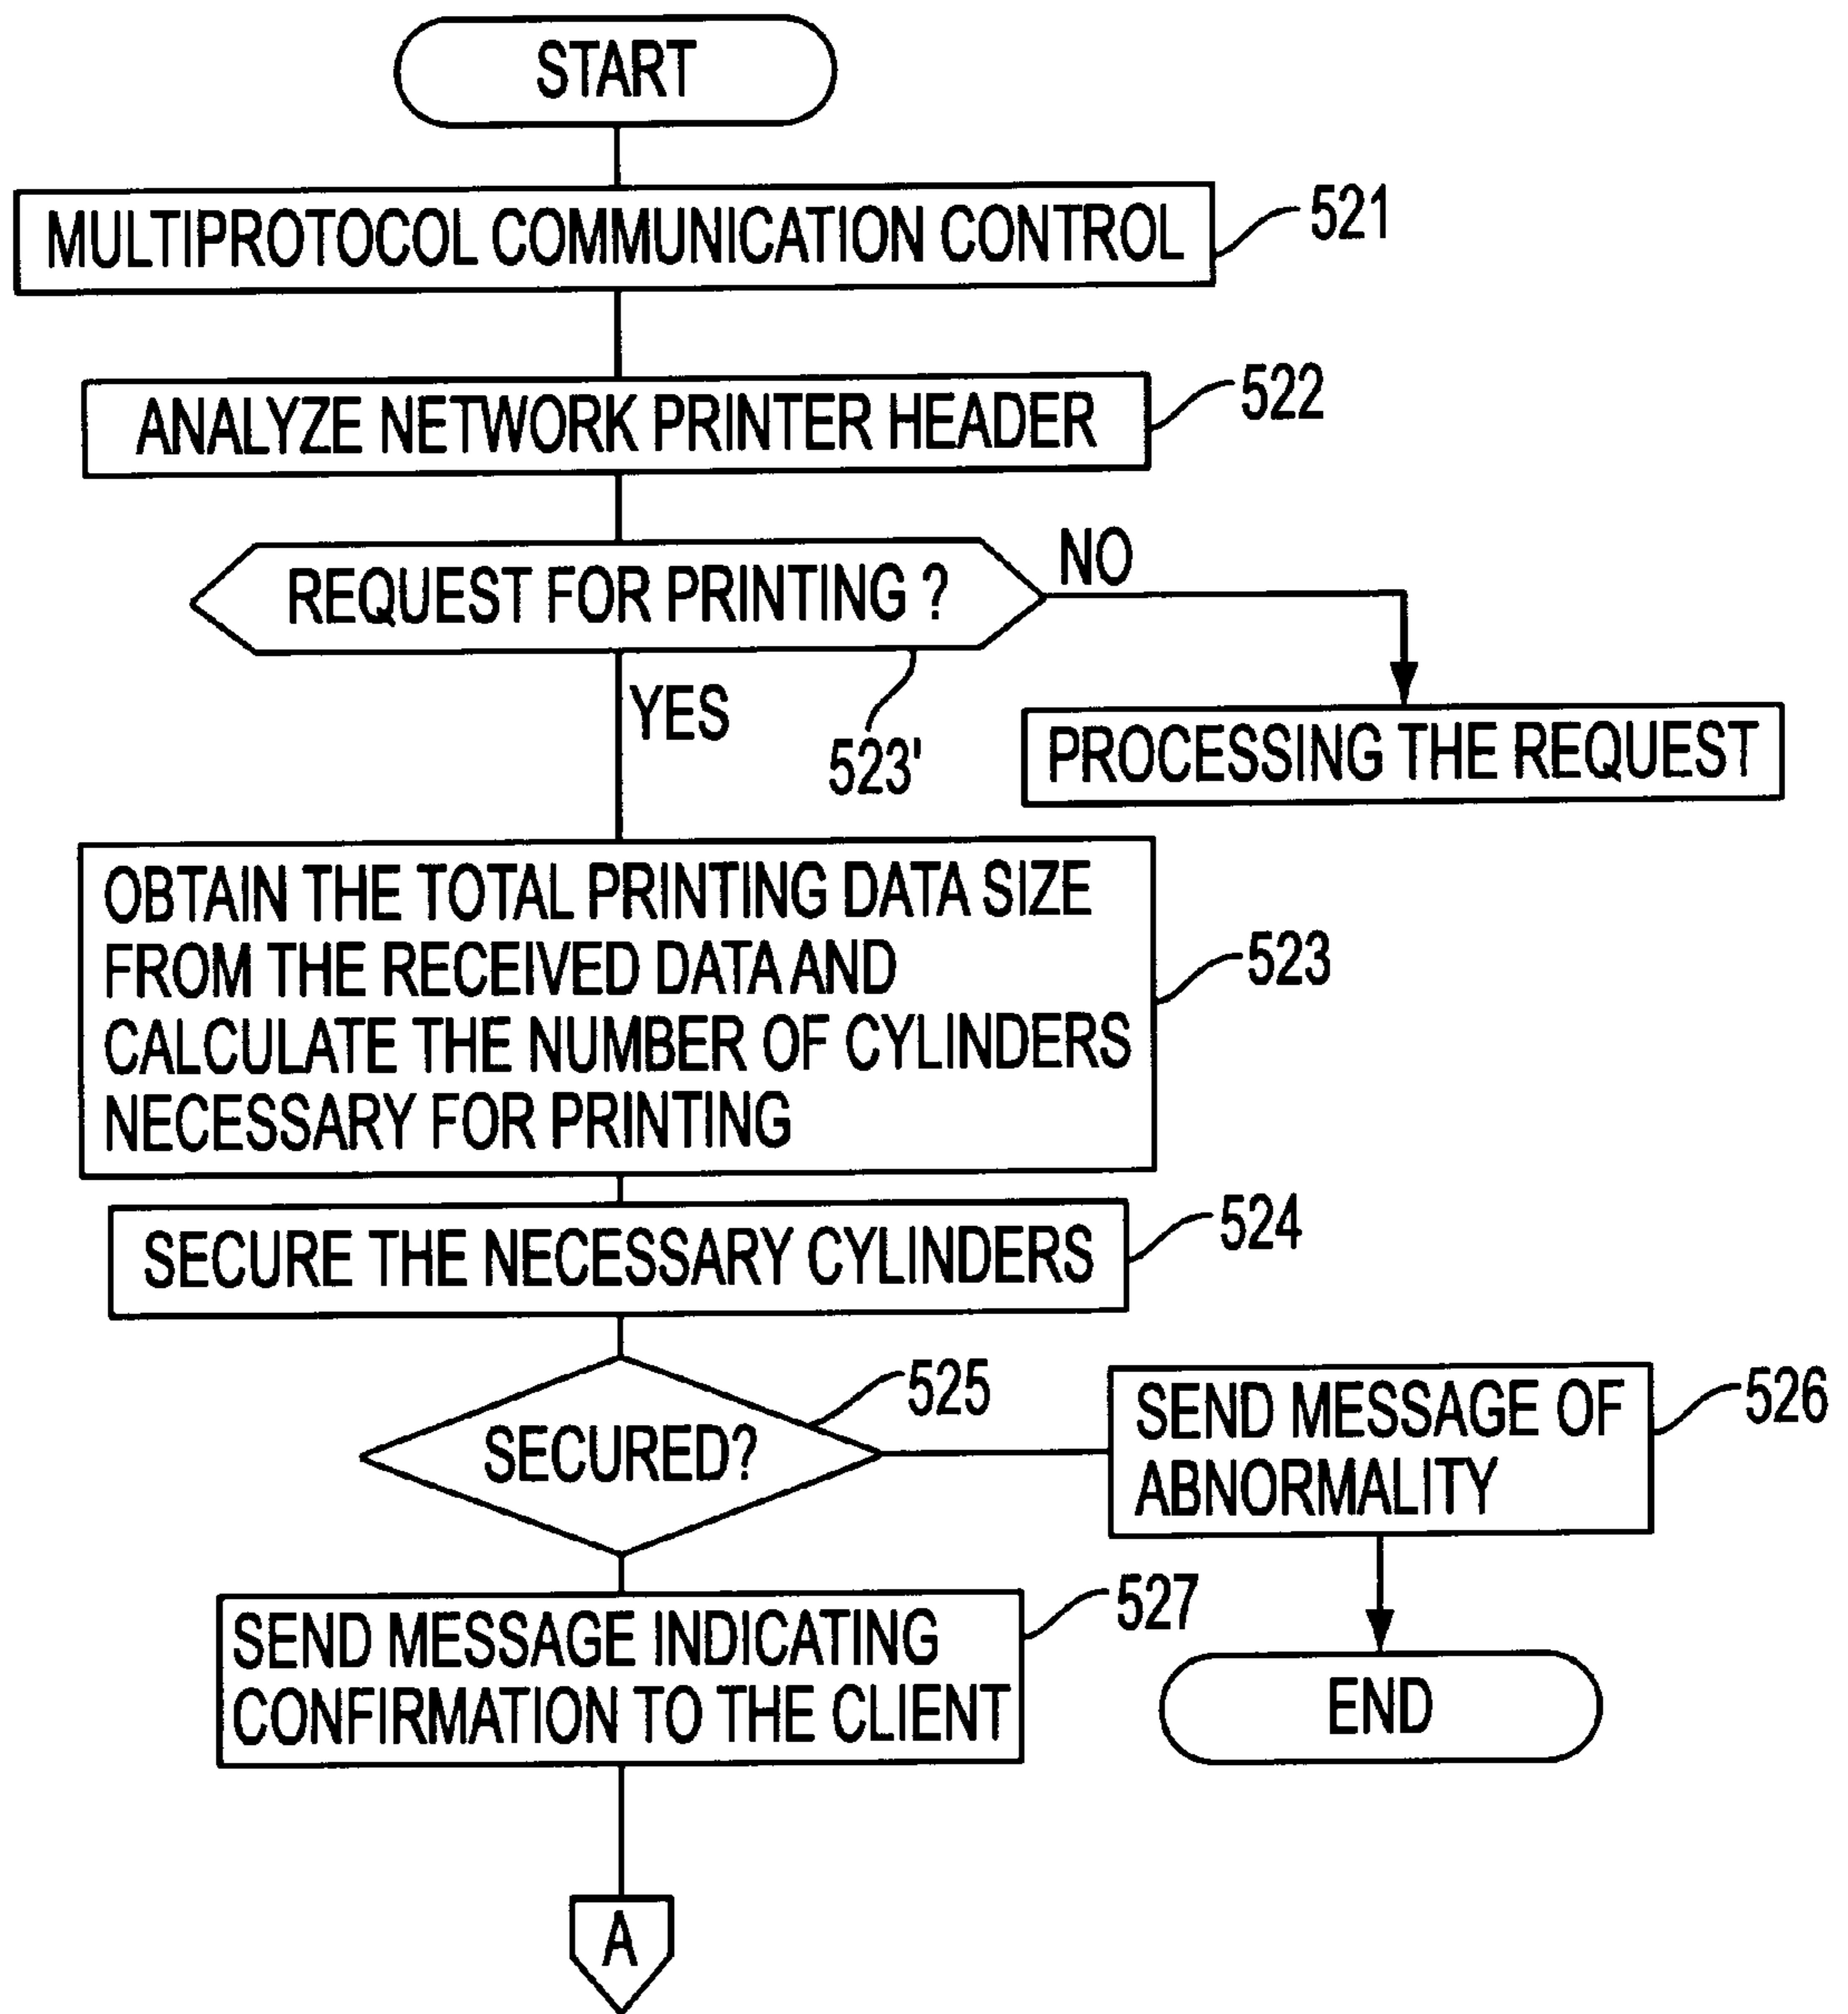 START
MULTIPROTOCOL COMMUNICATION CONTROL
521
ANALYZE NETWORK PRINTER HEADER
522
REQUEST FOR PRINTING ?
NO
YES
523'
PROCESSING THE REQUEST
OBTAIN THE TOTAL PRINTING DATA SIZE
FROM THE RECEIVED DATA AND
CALCULATE THE NUMBER OF CYLINDERS
NECESSARY FOR PRINTING
523
SECURE THE NECESSARY CYLINDERS
524
SECURED?
525
SEND MESSAGE OF
ABNORMALITY
526
SEND MESSAGE INDICATING
CONFIRMATION TO THE CLIENT
527
END
A